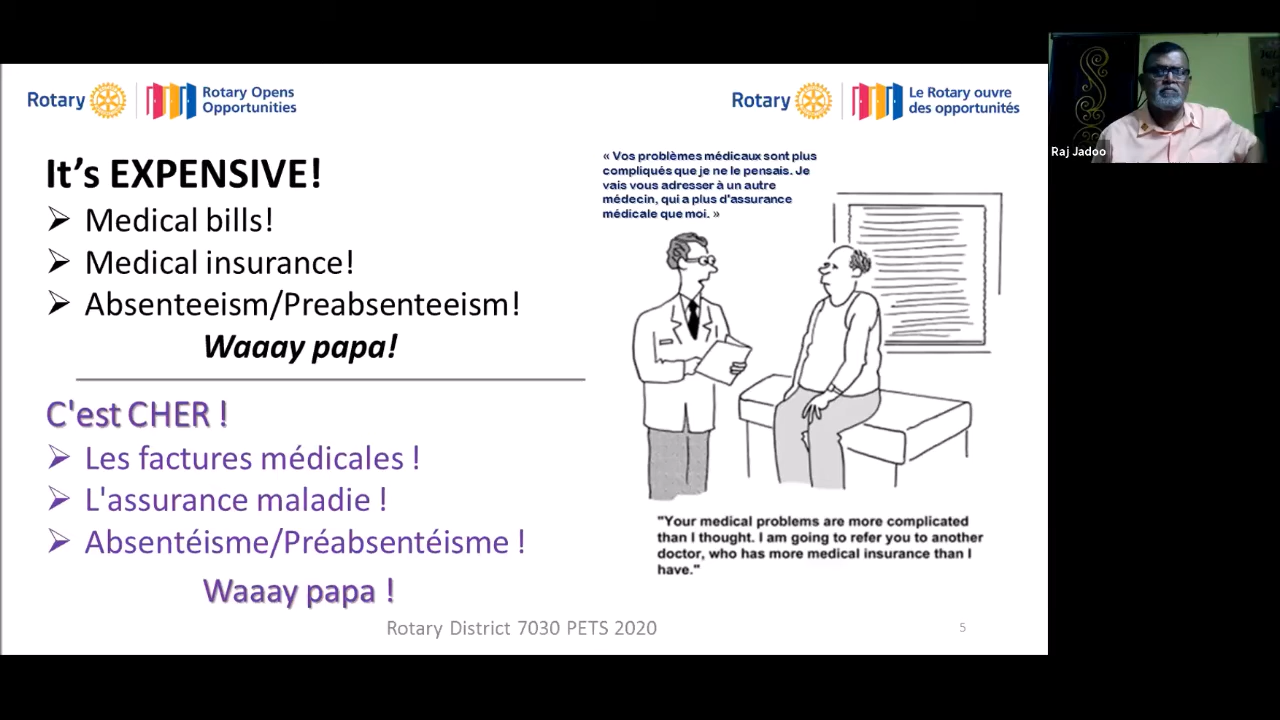 Rotary
Rotary Opens
Opportunities
Rotary
Le Rotary ouvre
des opportunités
It's EXPENSIVE!
Medical bills!
Medical insurance!
Absenteeism/Preabsenteeism!
Waaay papa!
C'est CHER !
Les factures médicales !
L'assurance maladie !
Absentéisme/Préabsentéisme !
Waaay papa !
« Vos problèmes médicaux sont plus
compliqués que je ne le pensais. Je
vais vous adresser à un autre
médecin, qui a plus d'assurance
médicale que moi. »
"Your medical problems are more complicated
than I thought. I am going to refer you to another
doctor, who has more medical insurance than I
have."
Rotary District 7030 PETS 2020
5
Raj Jadoo